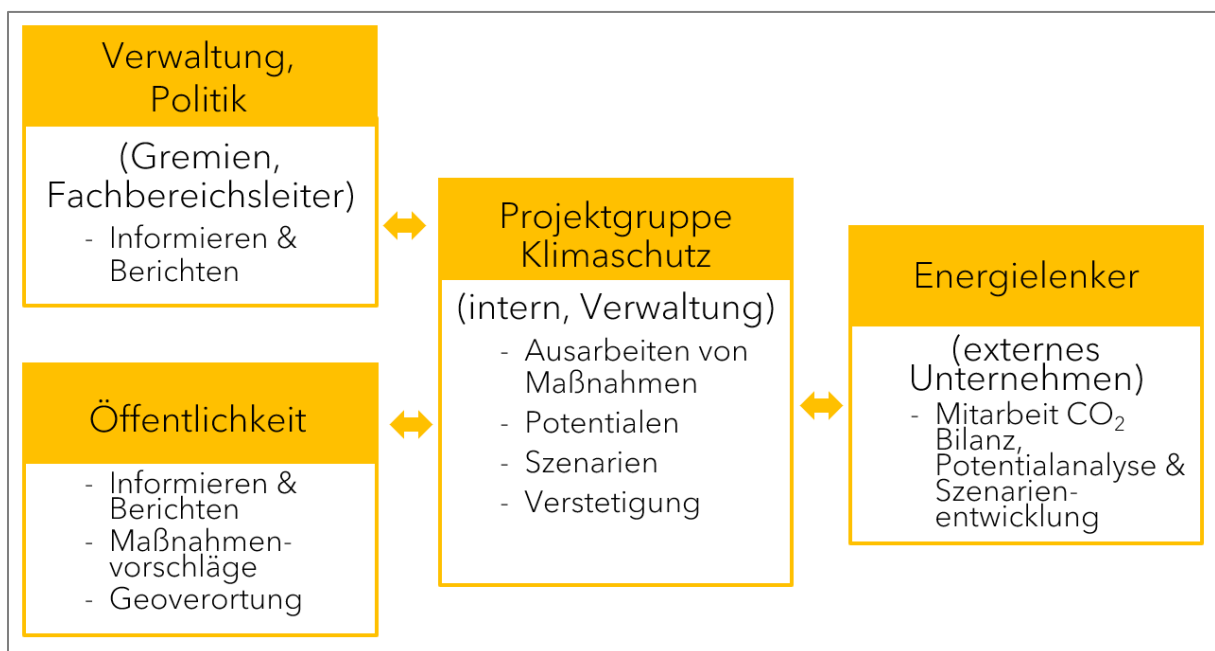 Verwaltung,
Politik
(Gremien,
Fachbereichsleiter)
- Informieren &
Berichten
Öffentlichkeit
- Informieren &
Berichten
- Maßnahmen-
vorschläge
- Geoverortung
Projektgruppe
Klimaschutz
(intern, Verwaltung)
- Ausarbeiten von
Maßnahmen
- Potentialen
- Szenarien
- Verstetigung
Energielenker
(externes
Unternehmen)
- Mitarbeit CO₂
Bilanz,
Potentialanalyse &
Szenarien-
entwicklung